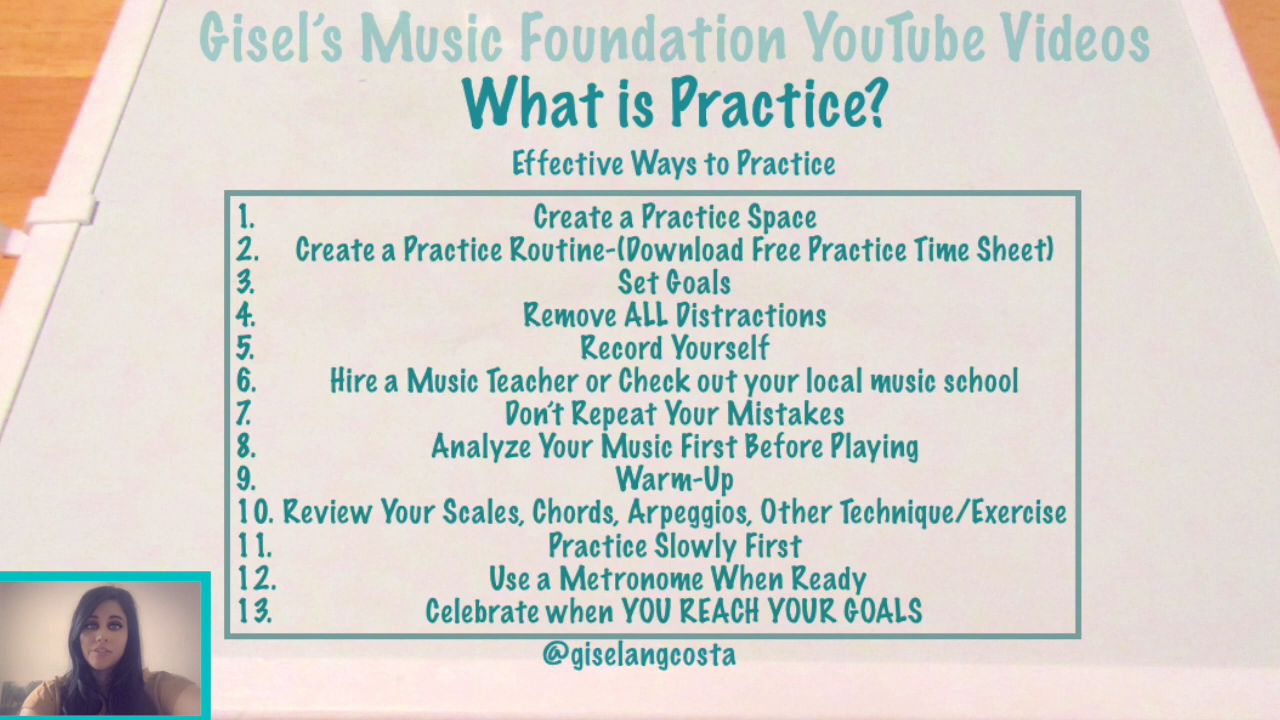 Gisel's Music Foundation YouTube Videos
What is Practice?
Effective Ways to Practice
1. Create a Practice Space
2. Create a Practice Routine-(Download Free Practice Time Sheet)
3. Set Goals
4. Remove ALL Distractions
5. Record Yourself
6. Hire a Music Teacher or Check out your local music school
7. Don't Repeat Your Mistakes
8. Analyze Your Music First Before Playing
9. Warm-Up
10. Review Your Scales, Chords, Arpeggios, Other Technique/Exercise
11. Practice Slowly First
12. Use a Metronome When Ready
13. Celebrate when YOU REACH YOUR GOALS
@giselangcosta